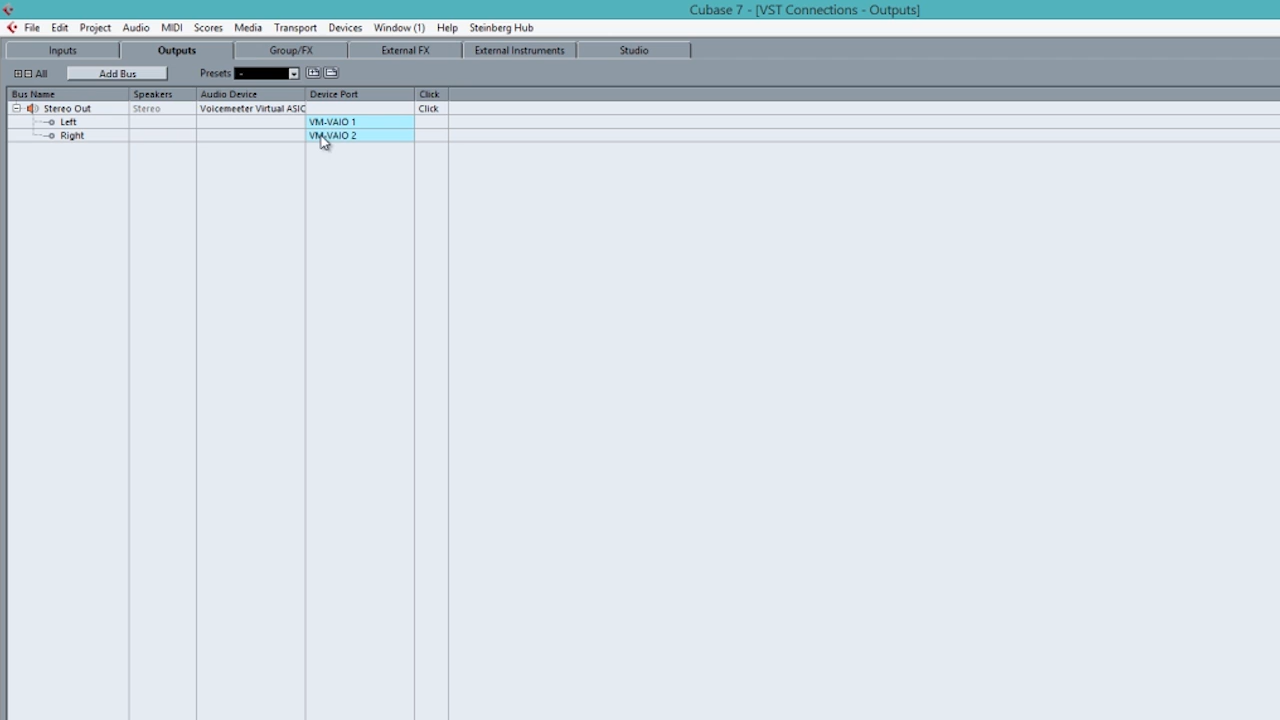 Cubase 7 - [VST Connections - Outputs]
File Edit Project Audio MIDI Scores Media Transport Devices Window (1) Help Steinberg Hub
Inputs Outputs Group/FX External FX External Instruments Studio
All Add Bus Presets -
Bus Name Speakers Audio Device Device Port Click
Stereo Out Stereo Voicemeeter Virtual ASIC Click
Left VM-VAIO 1
Right VM-VAIO 2